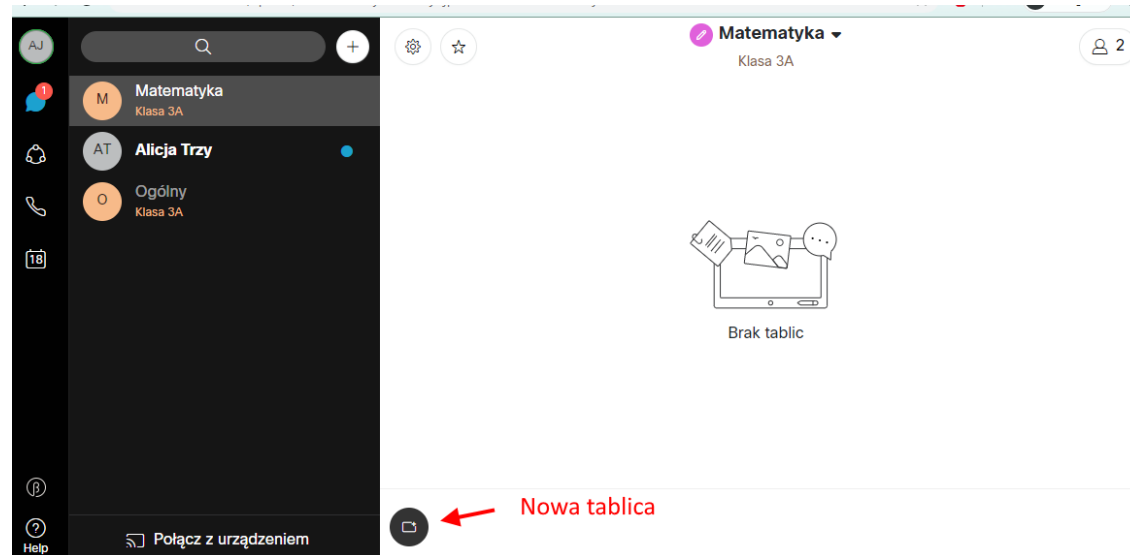 AJ
1
18
β
Help
+
M
Matematyka
Klasa 3A
AT
Alicja Trzy
O
Ogólny
Klasa 3A
Połącz z urządzeniem
Matematyka
Klasa 3A
2
Brak tablic
Nowa tablica